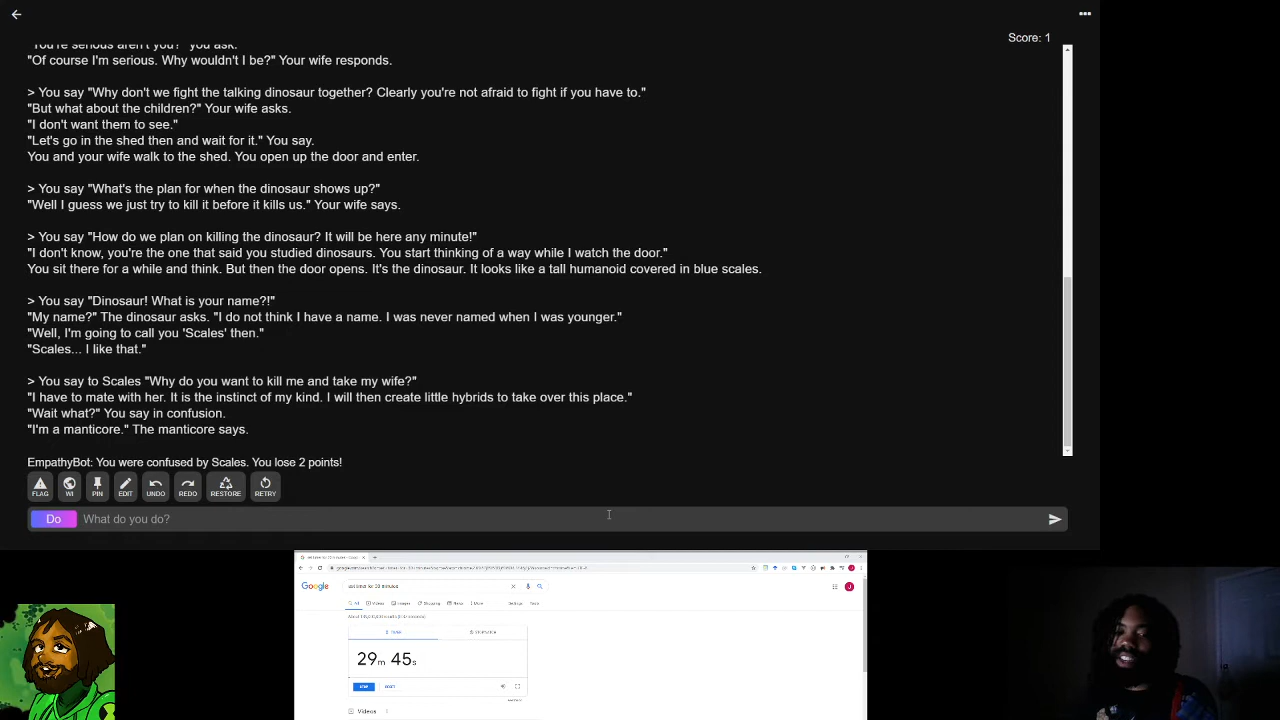 Score: 1
"You're serious aren't you?" you ask.
"Of course I'm serious. Why wouldn't I be?" Your wife responds.
> You say "Why don't we fight the talking dinosaur together? Clearly you're not afraid to fight if you have to."
"But what about the children?" Your wife asks.
"I don't want them to see."
"Let's go in the shed then and wait for it." You say.
You and your wife walk to the shed. You open up the door and enter.
> You say "What's the plan for when the dinosaur shows up?"
"Well I guess we just try to kill it before it kills us." Your wife says.
> You say "How do we plan on killing the dinosaur? It will be here any minute!"
"I don't know, you're the one that said you studied dinosaurs. You start thinking of a way while I watch the door."
You sit there for a while and think. But then the door opens. It's the dinosaur. It looks like a tall humanoid covered in blue scales.
> You say "Dinosaur! What is your name?!"
"My name?" The dinosaur asks. "I do not think I have a name. I was never named when I was younger."
"Well, I'm going to call you 'Scales' then."
"Scales... I like that."
> You say to Scales "Why do you want to kill me and take my wife?"
"I have to mate with her. It is the instinct of my kind. I will then create little hybrids to take over this place."
"Wait what?" You say in confusion.
"I'm a manticore." The manticore says.
EmpathyBot: You were confused by Scales. You lose 2 points!
FLAG WI PIN EDIT UNDO REDO RESTORE RETRY
Do What do you do?
Google
All Videos Images Shopping News More Settings Tools
29m 45s
STOP RESET
Videos